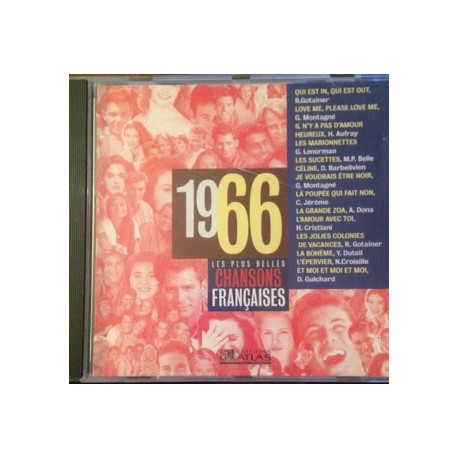 1966
LES PLUS BELLES
CHANSONS
FRANÇAISES
EDITIONS
ATLAS
QUI EST IN, QUI EST OUT,
R.Gotainer
LOVE ME, PLEASE LOVE ME,
G. Montagné
IL N'Y A PAS D'AMOUR
HEUREUX, H. Aufray
LES MARIONNETTES
G. Lenorman
LES SUCETTES, M.P. Belle
CÉLINE, D. Barbelivien
JE VOUDRAIS ÊTRE NOIR,
G. Montagné
LA POUPÉE QUI FAIT NON,
C. Jérôme
LA GRANDE ZOA, A. Dona
L'AMOUR AVEC TOI,
H. Cristiani
LES JOLIES COLONIES
DE VACANCES, R. Gotainer
LA BOHÈME, Y. Duteil
L'ÉPERVIER, N.Croisille
ET MOI ET MOI ET MOI,
D. Guichard